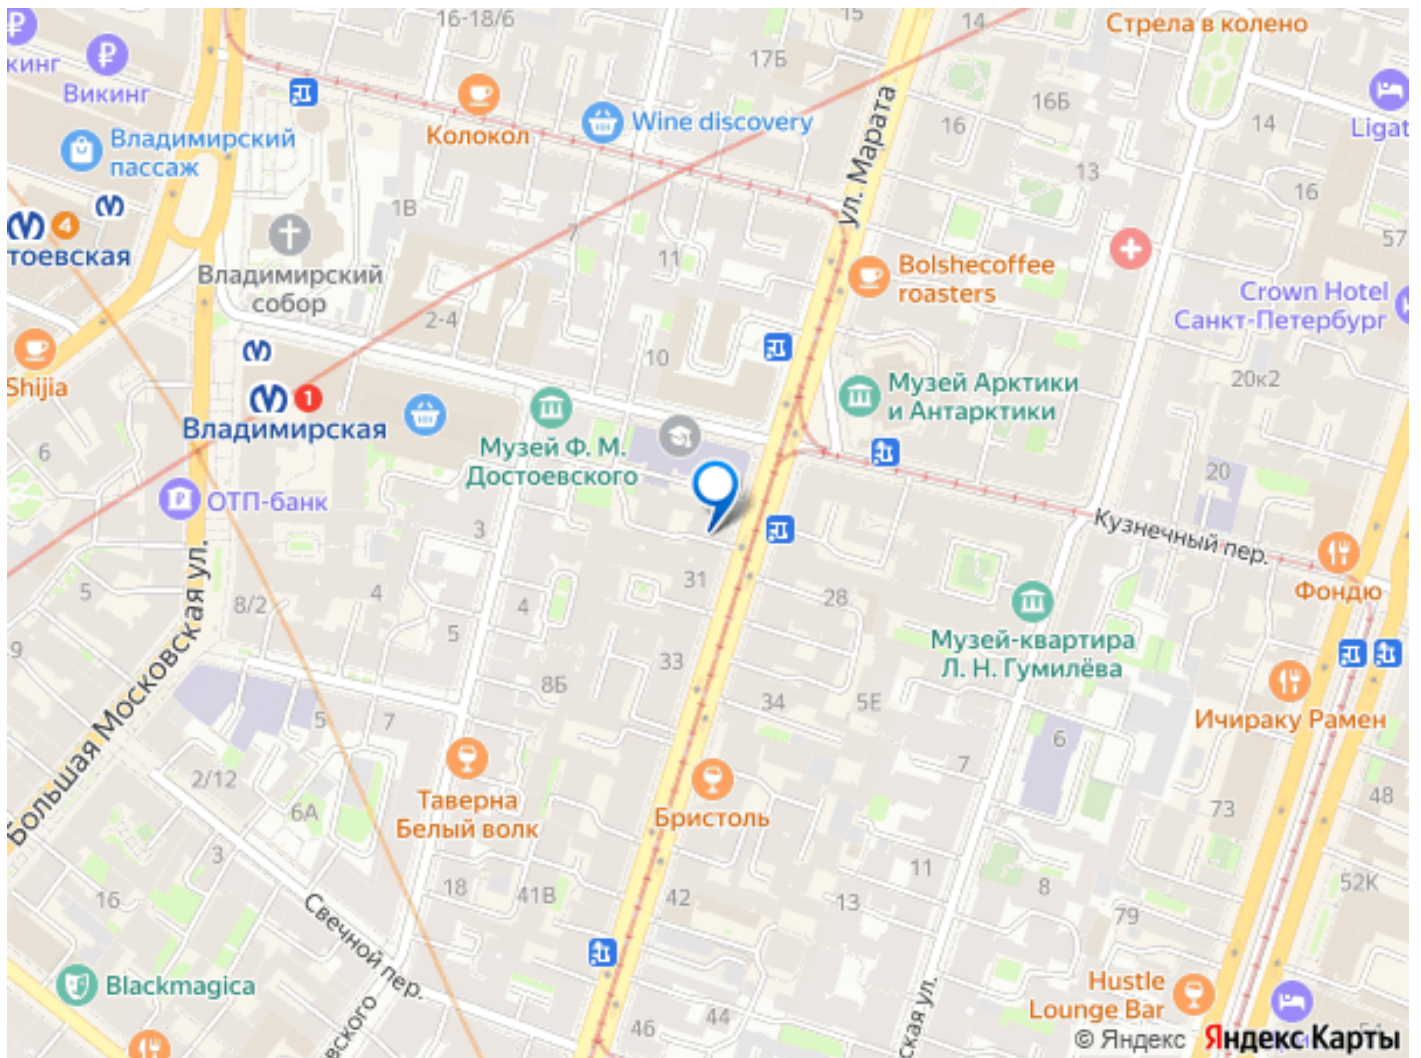 16-18/6
15
14
Стрела в колено
кинг
Викинг
17Б
16Б
Владимирский
пассаж
Колокол
Wine discovery
ул. Марата
16
14
Ligat
13
16
1В
7
11
57
4
тоевская
Владимирский
собор
Bolshecoffee
roasters
Crown Hotel
Санкт-Петербург
2-4
10
Shijia
20к2
1
Владимирская
Музей Арктики
и Антарктики
Музей Ф. М.
Достоевского
6
20
ОТП-банк
3
Кузнечный пер.
Фондю
5
8/2
4
4
5
31
28
Музей-квартира
Л. Н. Гумилёва
9
Большая Московская ул.
33
8Б
34
5Е
Ичираку Рамен
5
7
6
7
2/12
6А
Таверна
Белый волк
Бристоль
73
48
3
11
16
18
41В
42
13
8
52К
79
Свечной пер.
Blackmagica
Hustle
Lounge Bar
вского
46
44
ская ул.
© Яндекс Яндекс Карты